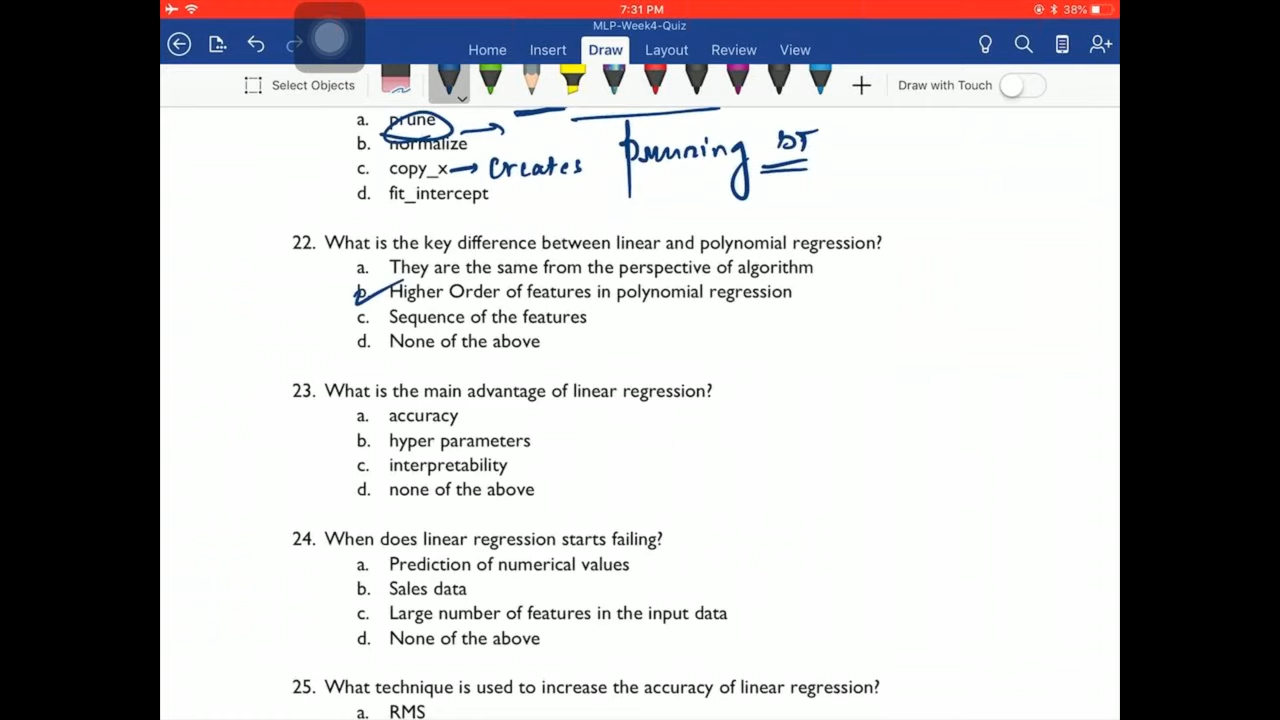 7:31 PM
38%
MLP-Week4-Quiz
Home Insert Draw Layout Review View
Select Objects
Draw with Touch
a. prune
b. normalize
c. copy_x → creates pruning DT
d. fit_intercept
22. What is the key difference between linear and polynomial regression?
a. They are the same from the perspective of algorithm
b. Higher Order of features in polynomial regression
c. Sequence of the features
d. None of the above
23. What is the main advantage of linear regression?
a. accuracy
b. hyper parameters
c. interpretability
d. none of the above
24. When does linear regression starts failing?
a. Prediction of numerical values
b. Sales data
c. Large number of features in the input data
d. None of the above
25. What technique is used to increase the accuracy of linear regression?
a. RMS